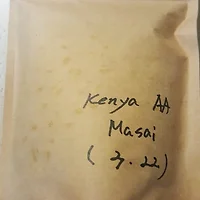 Kenya AA
Masai
( 3.22)